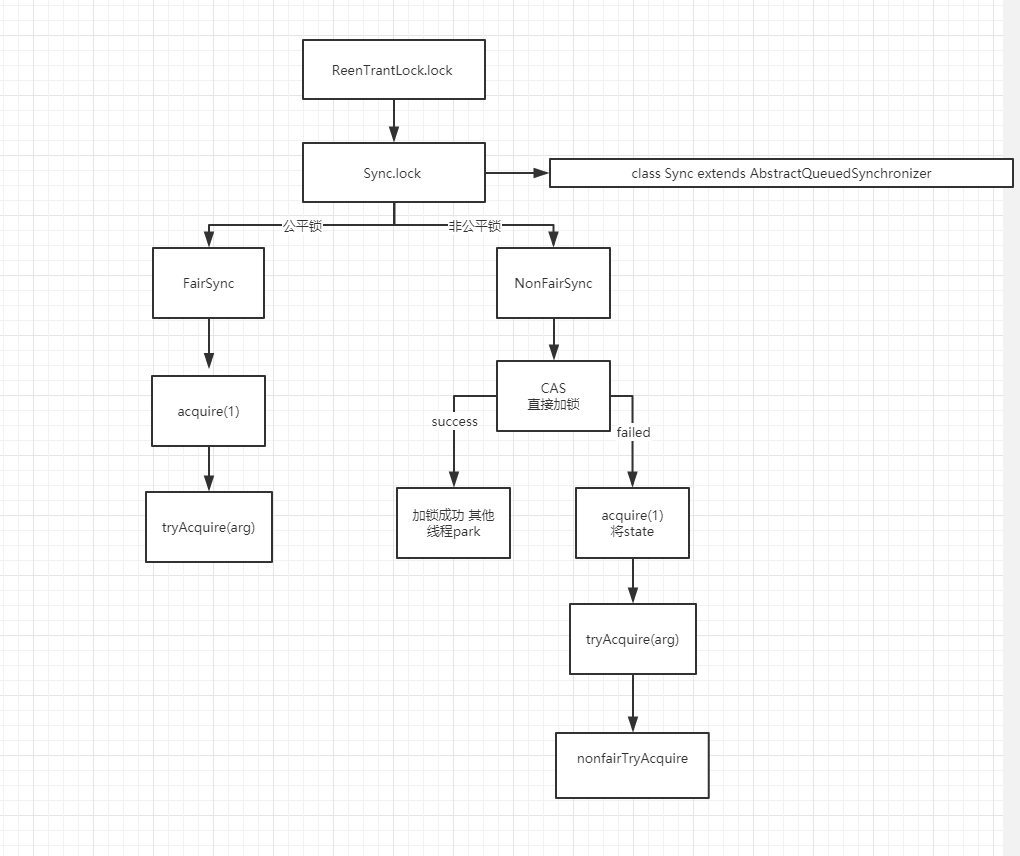 ReenTrantLock.lock
Sync.lock
class Sync extends AbstractQueuedSynchronizer
公平锁
非公平锁
FairSync
NonFairSync
CAS
直接加锁
acquire(1)
success
failed
加锁成功 其他
线程park
acquire(1)
将state
tryAcquire(arg)
tryAcquire(arg)
nonfairTryAcquire